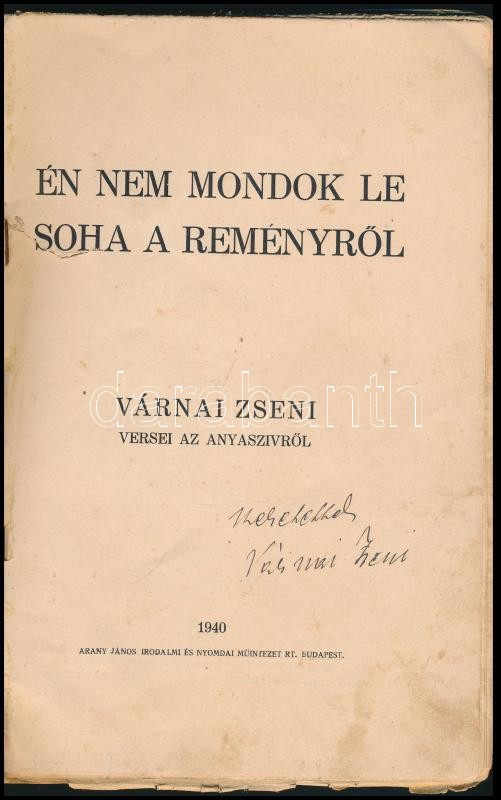 ÉN NEM MONDOK LE
SOHA A REMÉNYRŐL
darabanth
VÁRNAI ZSENI
VERSEI AZ ANYASZIVRŐL
szeretettel
Várnai Zseni
1940
ARANY JÁNOS IRODALMI ÉS NYOMDAI MŰINTEZET RT. BUDAPEST.